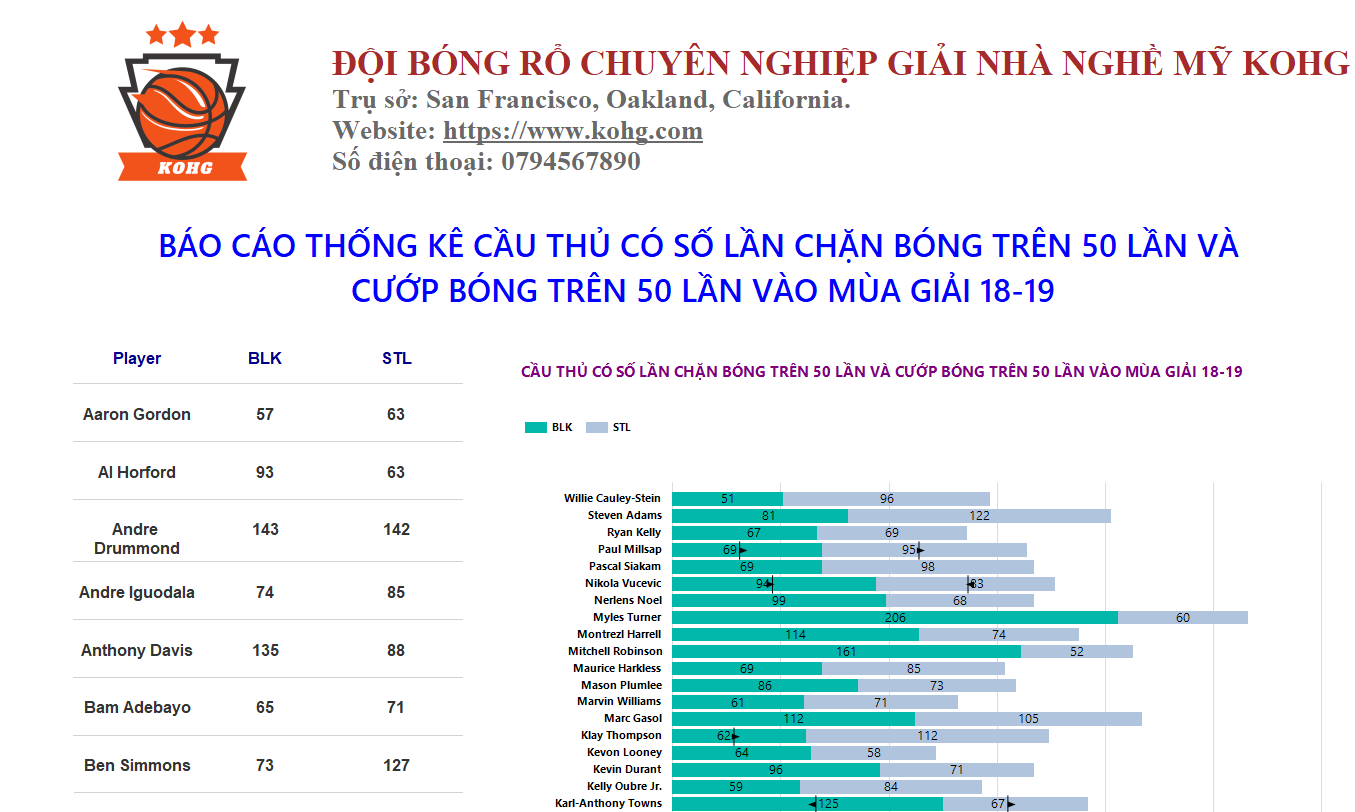 KOHG
ĐỘI BÓNG RỔ CHUYÊN NGHIỆP GIẢI NHÀ NGHỀ MỸ KOHG
Trụ sở: San Francisco, Oakland, California.
Website: https://www.kohg.com
Số điện thoại: 0794567890
BÁO CÁO THỐNG KÊ CẦU THỦ CÓ SỐ LẦN CHẶN BÓNG TRÊN 50 LẦN VÀ
CƯỚP BÓNG TRÊN 50 LẦN VÀO MÙA GIẢI 18-19
Player BLK STL
Aaron Gordon 57 63
Al Horford 93 63
Andre 143 142
Drummond
Andre Iguodala 74 85
Anthony Davis 135 88
Bam Adebayo 65 71
Ben Simmons 73 127
CẦU THỦ CÓ SỐ LẦN CHẶN BÓNG TRÊN 50 LẦN VÀ CƯỚP BÓNG TRÊN 50 LẦN VÀO MÙA GIẢI 18-19
BLK STL
Willie Cauley-Stein 51 96
Steven Adams 81 122
Ryan Kelly 67 69
Paul Millsap 69 95
Pascal Siakam 69 98
Nikola Vucevic 94 83
Nerlens Noel 99 68
Myles Turner 206 60
Montrezl Harrell 114 74
Mitchell Robinson 161 52
Maurice Harkless 69 85
Mason Plumlee 86 73
Marvin Williams 61 71
Marc Gasol 112 105
Klay Thompson 62 112
Kevon Looney 64 58
Kevin Durant 96 71
Kelly Oubre Jr. 59 84
Karl-Anthony Towns 125 67